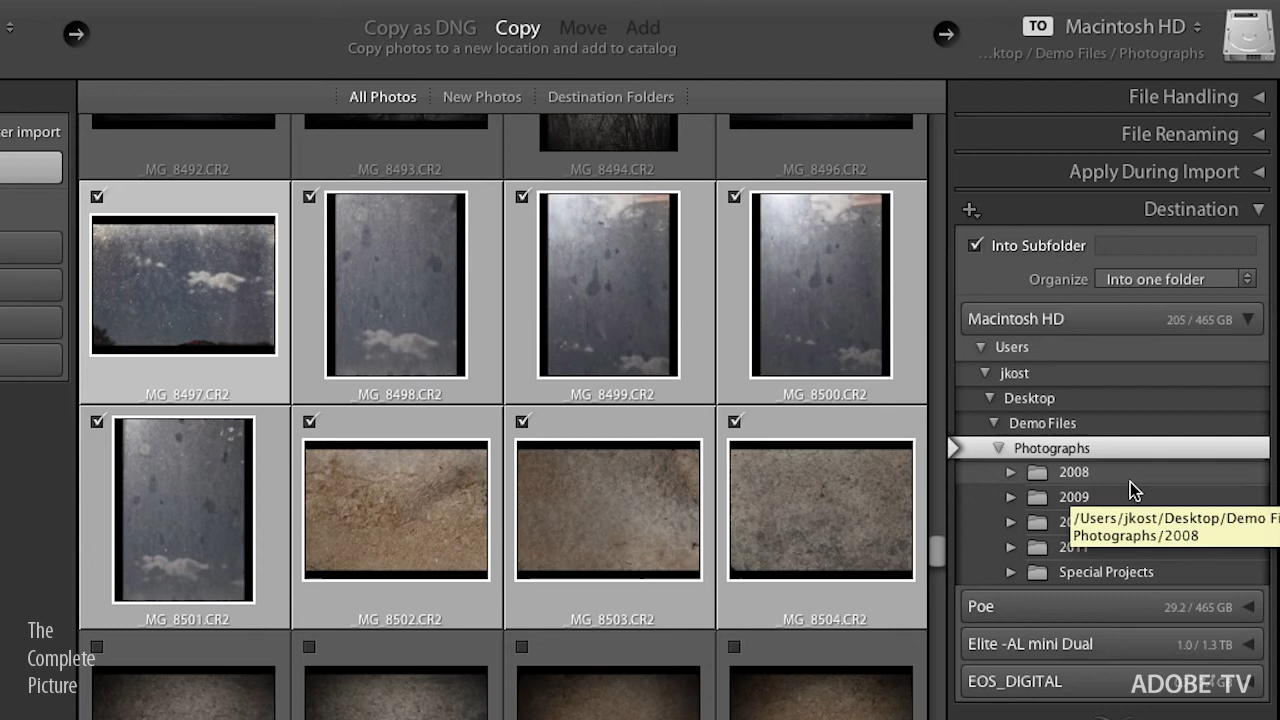 Copy as DNG Copy Move Add
Copy photos to a new location and add to catalog
TO Macintosh HD
…ktop / Demo Files / Photographs
All Photos New Photos Destination Folders
er import
_MG_8492.CR2 _MG_8493.CR2 _MG_8494.CR2 _MG_8496.CR2
_MG_8497.CR2 _MG_8498.CR2 _MG_8499.CR2 _MG_8500.CR2
_MG_8501.CR2 _MG_8502.CR2 _MG_8503.CR2 _MG_8504.CR2
File Handling
File Renaming
Apply During Import
Destination
Into Subfolder
Organize Into one folder
Macintosh HD 205 / 465 GB
Users
jkost
Desktop
Demo Files
Photographs
2008
2009
/Users/jkost/Desktop/Demo Fi
Photographs/2008
2011
Special Projects
Poe 29.2 / 465 GB
Elite -AL mini Dual 1.0 / 1.3 TB
EOS_DIGITAL
The
Complete
Picture
ADOBE TV